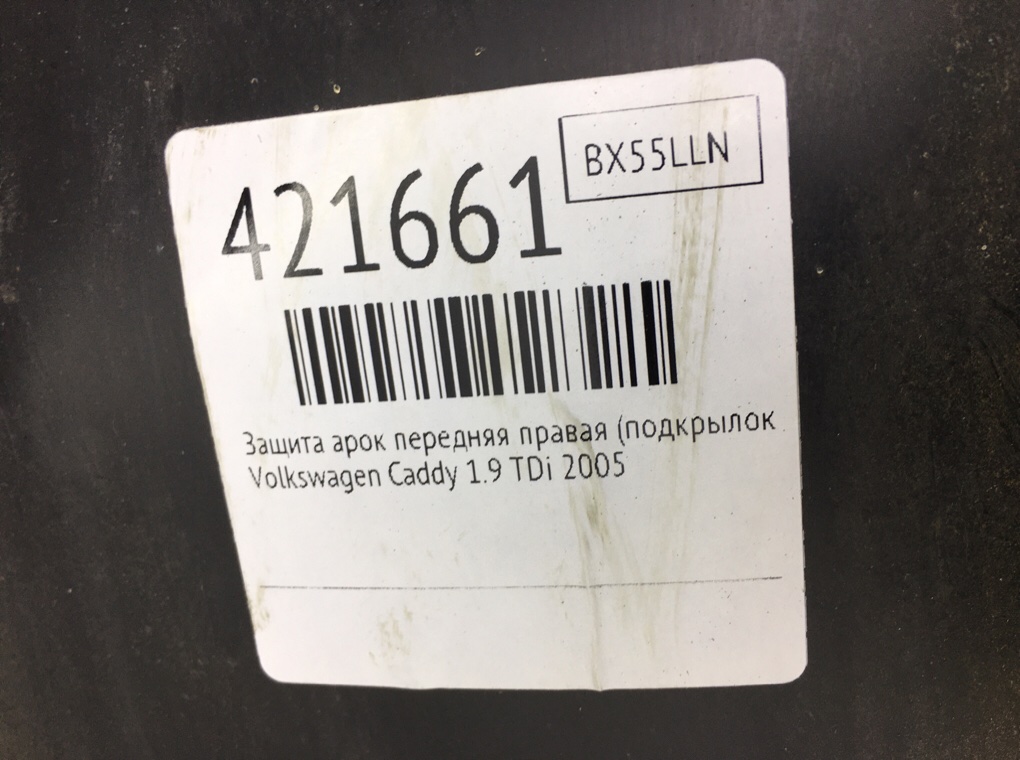 BX55LLN
421661
Защита арок передняя правая (подкрылок
Volkswagen Caddy 1.9 TDi 2005